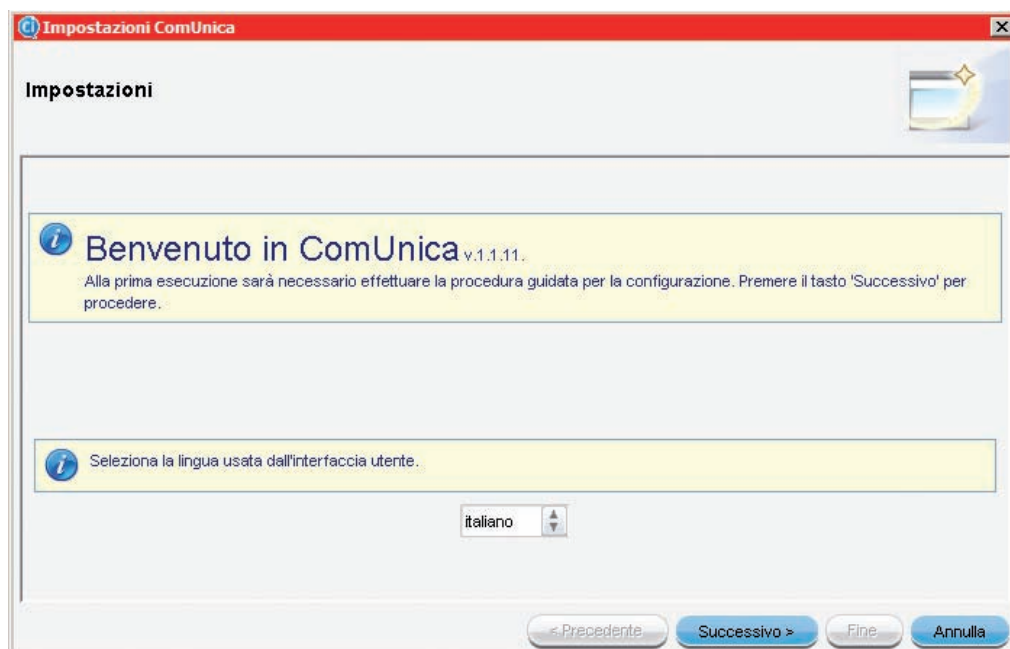 Impostazioni ComUnica
Impostazioni
Benvenuto in ComUnica v.1.1.11.
Alla prima esecuzione sarà necessario effettuare la procedura guidata per la configurazione. Premere il tasto 'Successivo' per
procedere.
Seleziona la lingua usata dall'interfaccia utente.
italiano
< Precedente Successivo > Fine Annulla